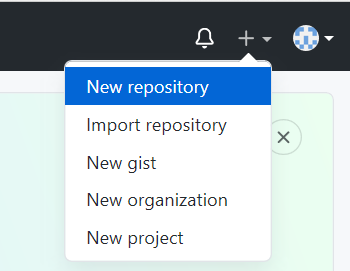 New repository
Import repository
New gist
New organization
New project